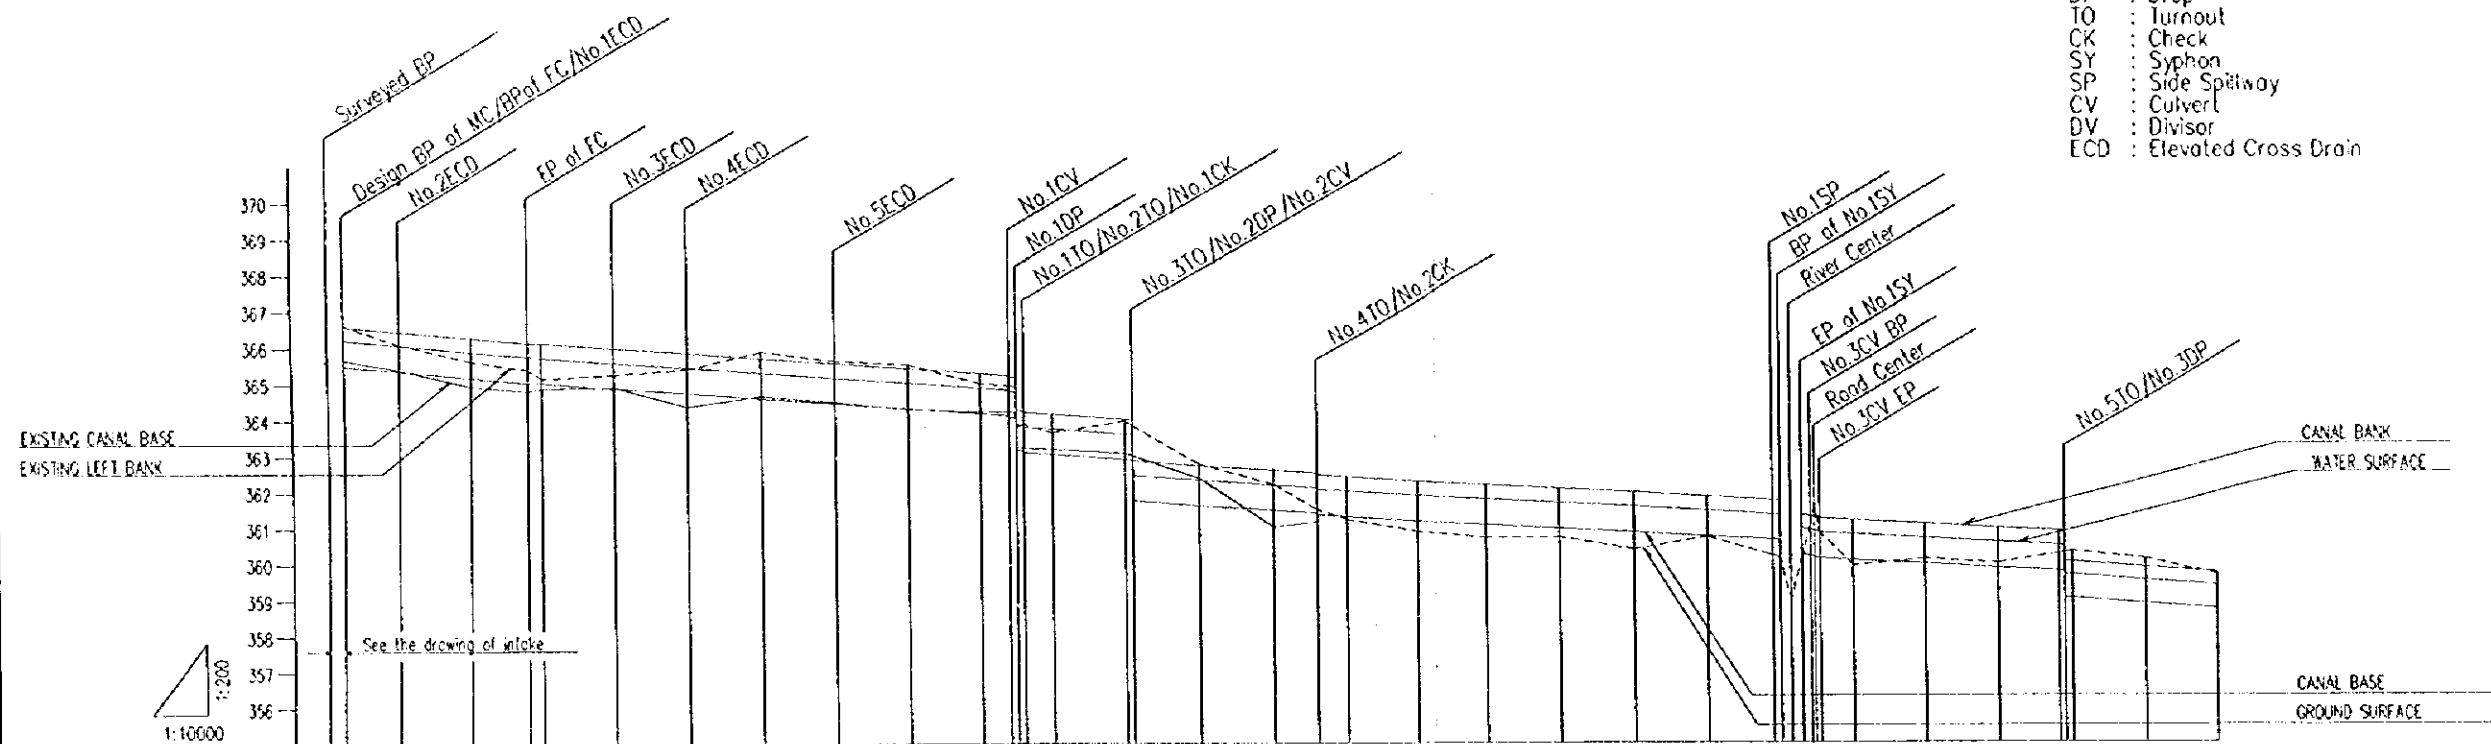 TO : Turnout
CK : Check
SY : Syphon
SP : Side Spillway
CV : Culvert
DV : Divisor
ECD : Elevated Cross Drain
Surveyed BP
Design BP of MC/BPof FC/No.1ECD
No.2ECD
EP of FC
No.3ECD
No.4ECD
No.5ECD
No.1CV
No.1DP
No.1TO/No.2TO/No.1CK
No.3TO/No.2DP/No.2CV
No.4TO/No.2CK
No.1SP
BP of No.1SY
River Center
EP of No.1SY
No.3CV BP
Road Center
No.3CV EP
No.5TO/No.3DP
370
369
368
367
366
365
364
363
362
361
360
359
358
357
356
EXISTING CANAL BASE
EXISTING LEFT BANK
CANAL BANK
WATER SURFACE
See the drawing of intake
CANAL BASE
GROUND SURFACE
1:200
1:10000